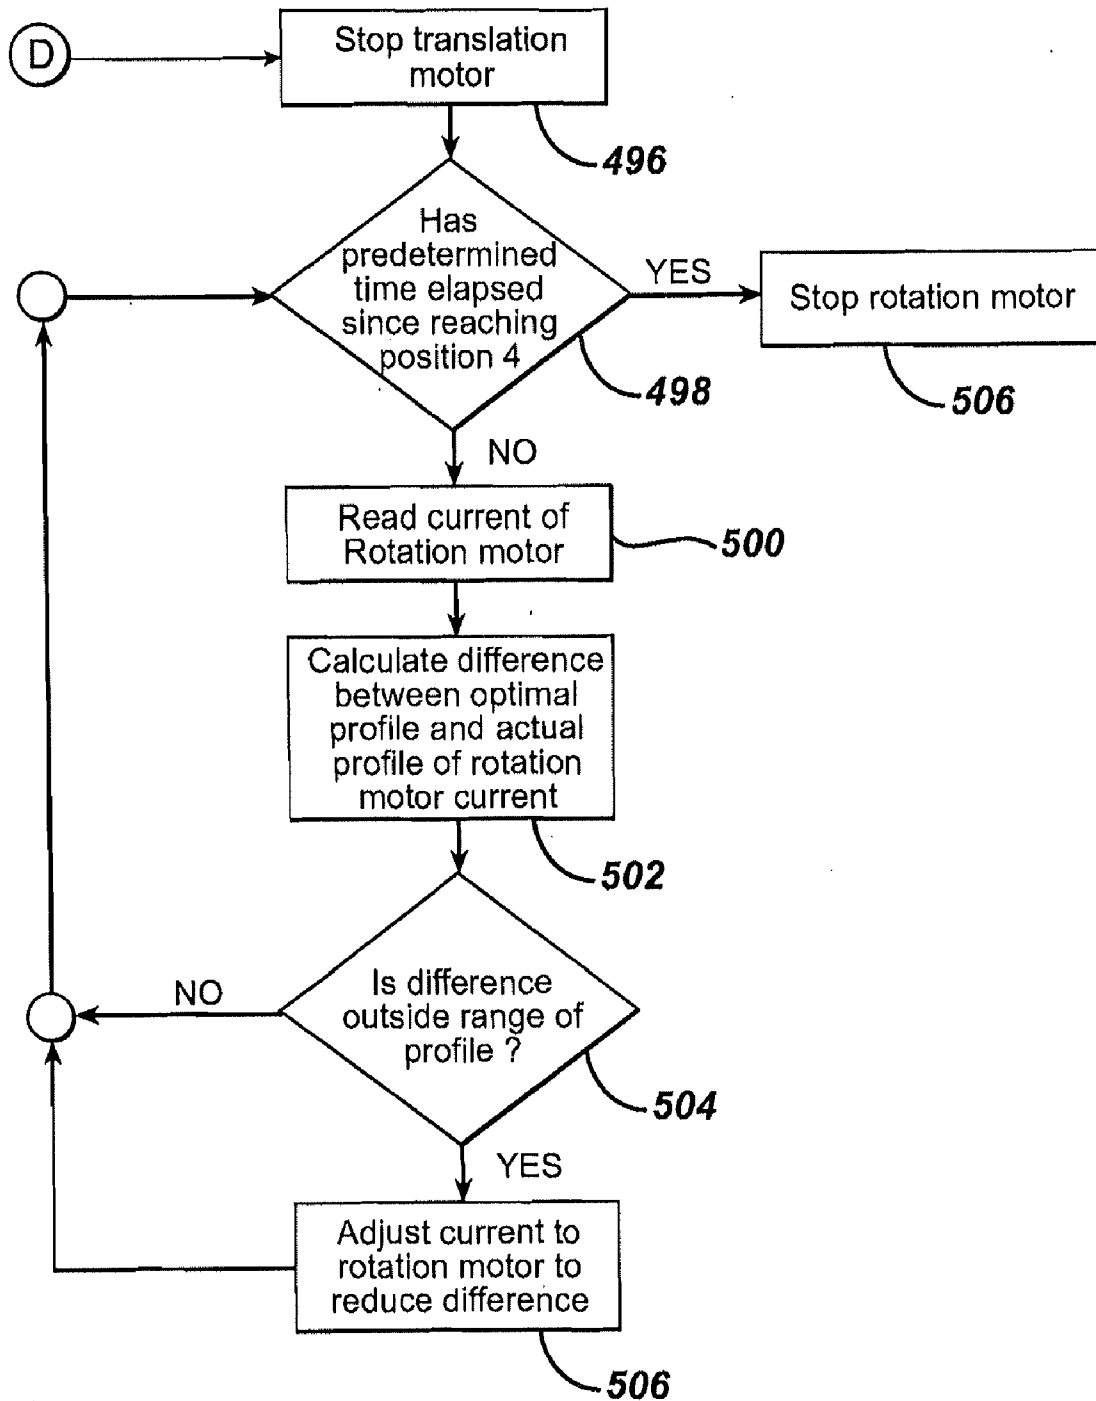 D
Stop translation
motor
496
Has
predetermined
time elapsed
since reaching
position 4
498
YES
Stop rotation motor
506
NO
Read current of
Rotation motor
500
Calculate difference
between optimal
profile and actual
profile of rotation
motor current
502
NO
Is difference
outside range of
profile ?
504
YES
Adjust current to
rotation motor to
reduce difference
506